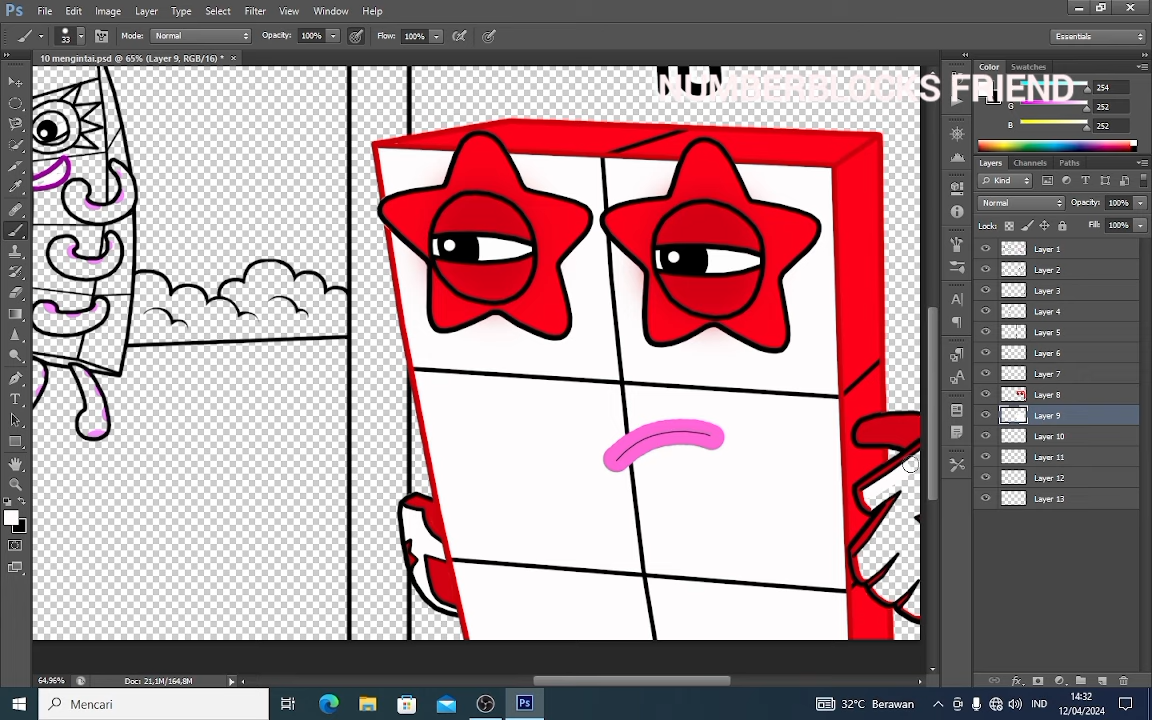 Ps File Edit Image Layer Type Select Filter View Window Help
33 Mode: Normal Opacity: 100% Flow: 100% Essentials
10 mengintai.psd @ 65% (Layer 9, RGB/16) *
NUMBERBLOCKS FRIEND
Color Swatches
254
G 252
B 252
Layers Channels Paths
Kind
Normal Opacity: 100%
Lock: Fill: 100%
Layer 1
Layer 2
Layer 3
Layer 4
Layer 5
Layer 6
Layer 7
Layer 8
Layer 9
Layer 10
Layer 11
Layer 12
Layer 13
64,96% Doc: 21,1M/164,8M
Mencari Ps 32°C Berawan IND 14:32
12/04/2024